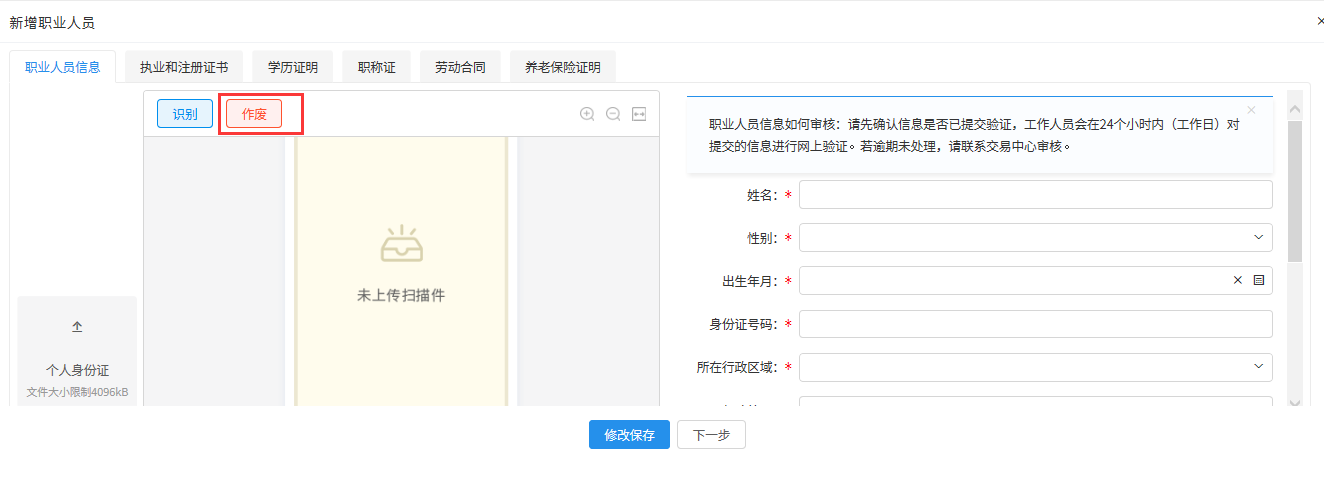 新增职业人员
职业人员信息 执业和注册证书 学历证明 职称证 劳动合同 养老保险证明
识别 作废
未上传扫描件
个人身份证
文件大小限制4096kB
职业人员信息如何审核：请先确认信息是否已提交验证，工作人员会在24个小时内（工作日）对
提交的信息进行网上验证。若逾期未处理，请联系交易中心审核。
姓名：*
性别：*
出生年月：*
身份证号码：*
所在行政区域：*
修改保存 下一步